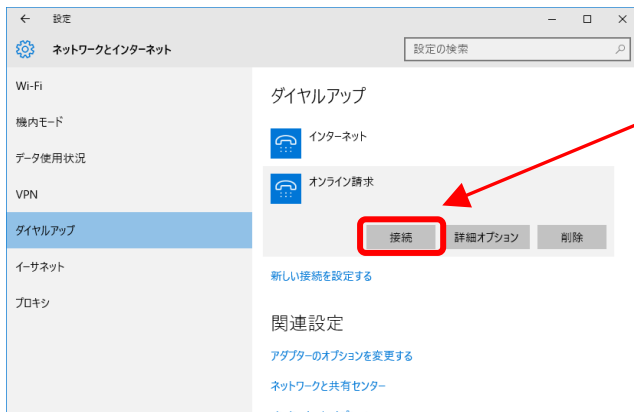 設定
ネットワークとインターネット
設定の検索
Wi-Fi
機内モード
データ使用状況
VPN
ダイヤルアップ
イーサネット
プロキシ
ダイヤルアップ
インターネット
オンライン請求
接続 詳細オプション 削除
新しい接続を設定する
関連設定
アダプターのオプションを変更する
ネットワークと共有センター